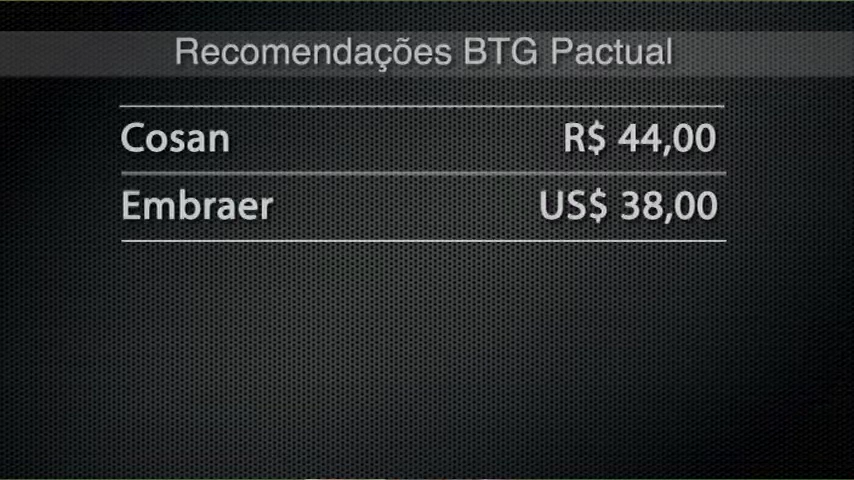 Recomendações BTG Pactual
Cosan R$ 44,00
Embraer US$ 38,00